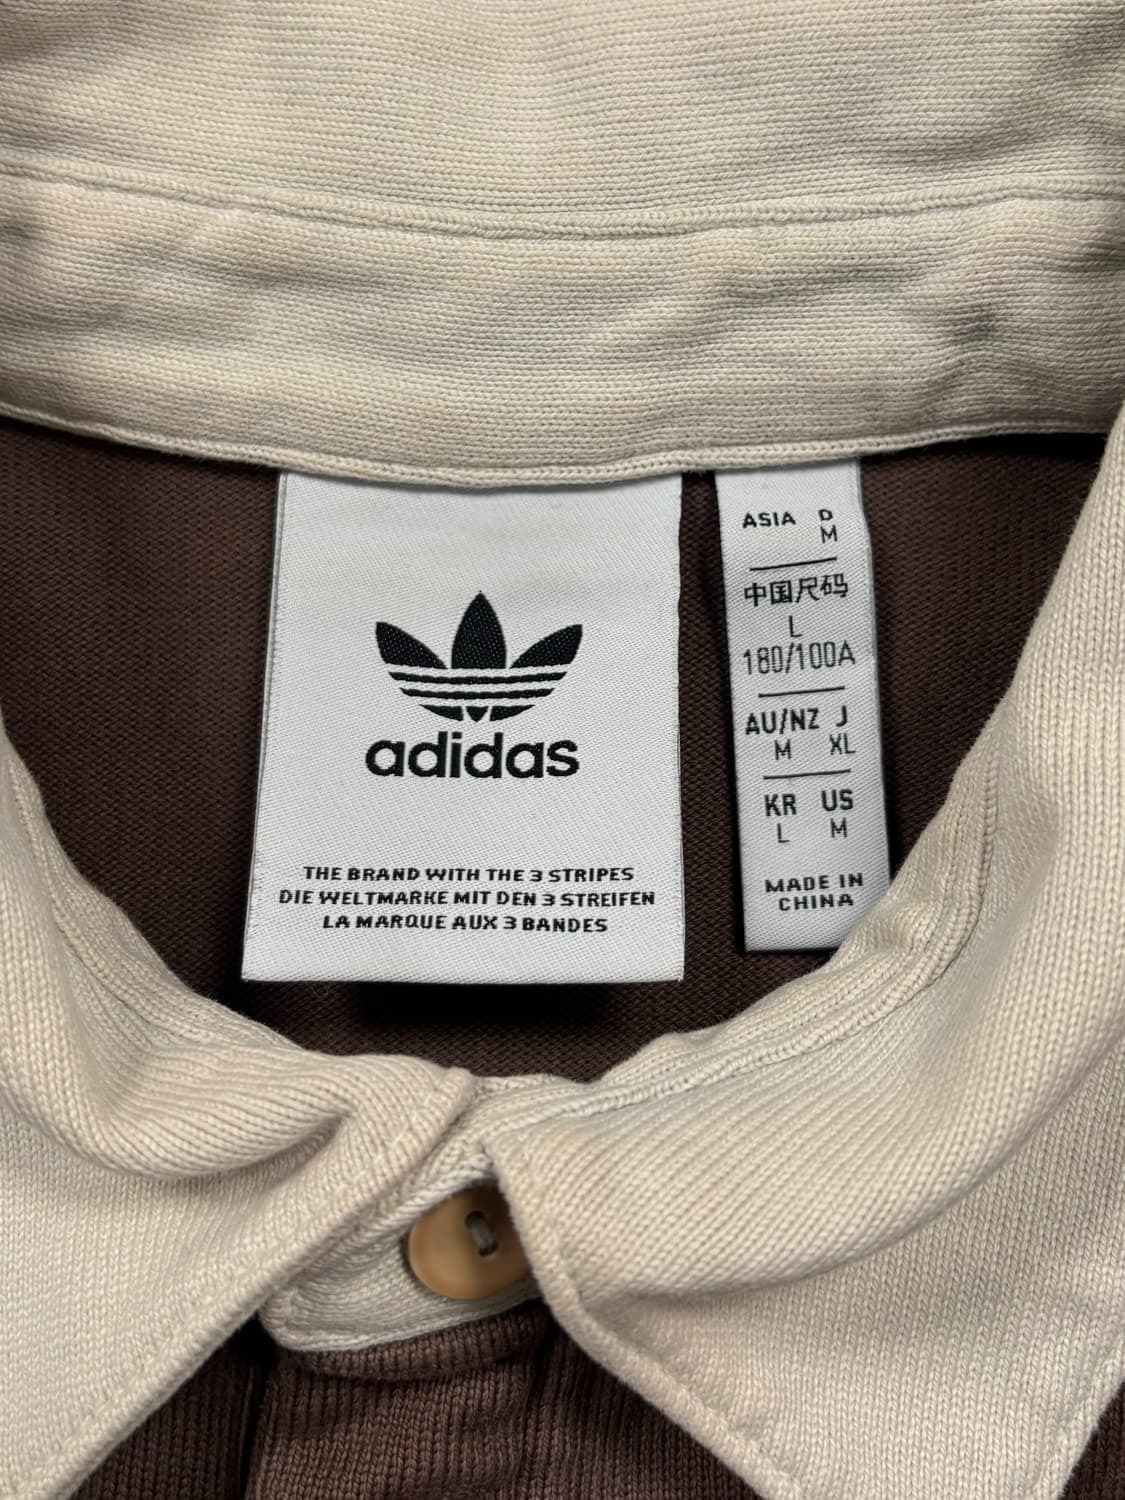 adidas
THE BRAND WITH THE 3 STRIPES
DIE WELTMARKE MIT DEN 3 STREIFEN
LA MARQUE AUX 3 BANDES
ASIA D
M
中国尺码
L
180/100A
AU/NZ J
M XL
KR US
L M
MADE IN
CHINA